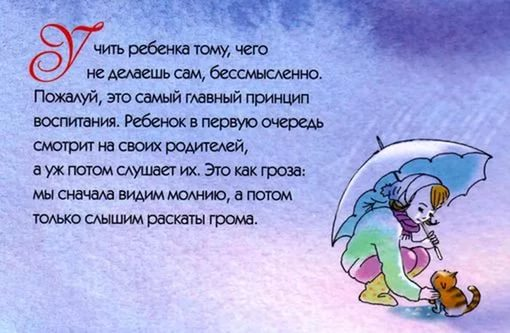 Учить ребенка тому, чего
не делаешь сам, бессмысленно.
Пожалуй, это самый главный принцип
воспитания. Ребенок в первую очередь
смотрит на своих родителей,
а уж потом слушает их. Это как гроза:
мы сначала видим молнию, а потом
только слышим раскаты грома.